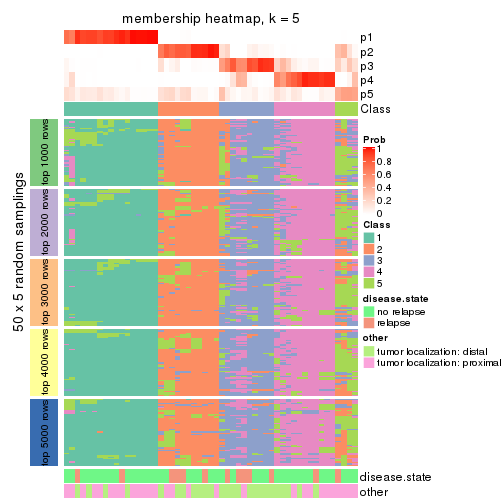 membership heatmap, k = 5
p1
p2
p3
p4
p5
Class
50 x 5 random samplings
top 1000 rows
top 2000 rows
top 3000 rows
top 4000 rows
top 5000 rows
disease.state
other
Prob
1
0.8
0.6
0.4
0.2
0
Class
1
2
3
4
5
disease.state
no relapse
relapse
other
tumor localization: distal
tumor localization: proximal